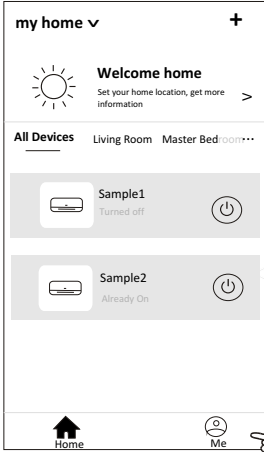 my home
Welcome home
Set your home location, get more
information
All Devices Living Room Master Bedroom
Sample1
Turned off
Sample2
Already On
Home Me